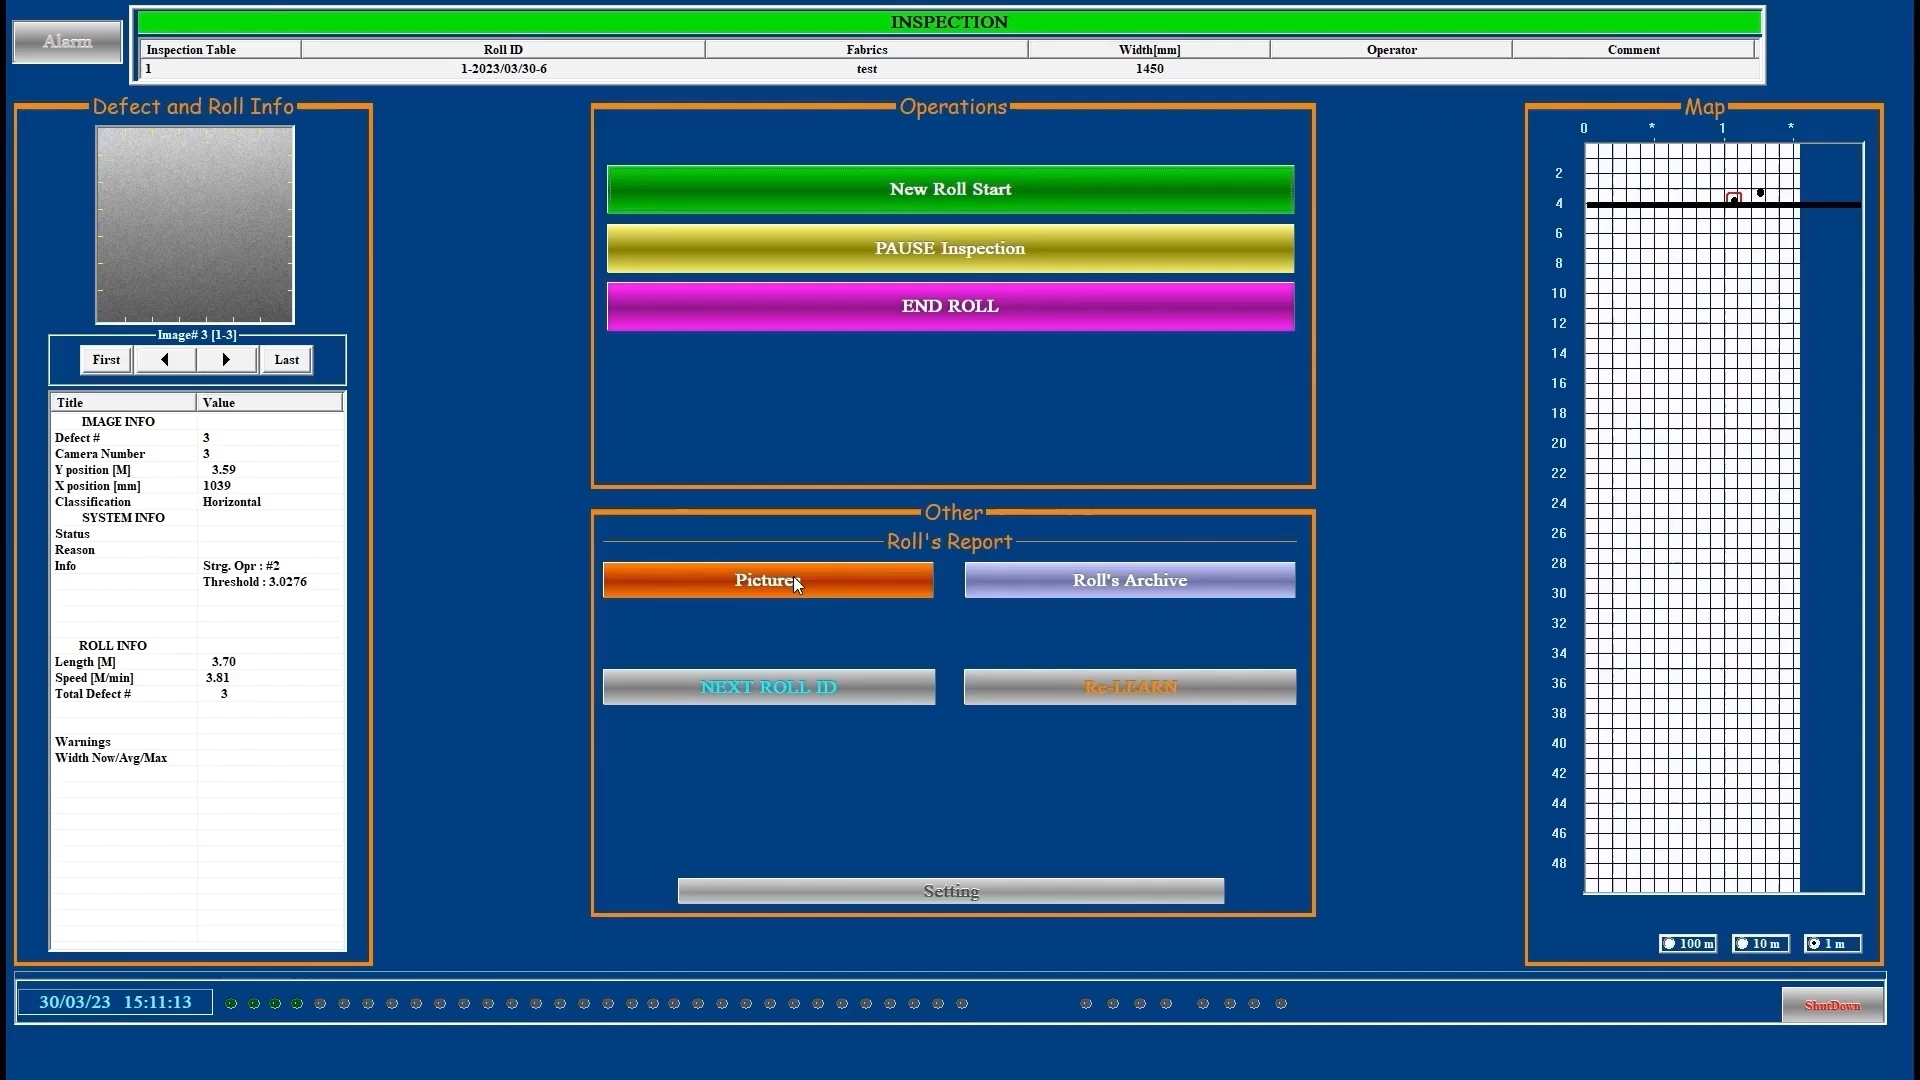 Alarm
INSPECTION
Inspection Table Roll ID Fabrics Width[mm] Operator Comment
1 1-2023/03/30-6 test 1450
Defect and Roll Info
Image# 3 [1-3]
First Last
Title Value
IMAGE INFO
Defect # 3
Camera Number 3
Y position [M] 3.59
X position [mm] 1039
Classification Horizontal
SYSTEM INFO
Status
Reason
Info Strg. Opr : #2
Threshold : 3.0276
ROLL INFO
Length [M] 3.70
Speed [M/min] 3.81
Total Defect # 3
Warnings
Width Now/Avg/Max
Operations
New Roll Start
PAUSE Inspection
END ROLL
Other
Roll's Report
Pictures Roll's Archive
NEXT ROLL ID Re-LEARN
Setting
Map
0 * 1 *
2
4
6
8
10
12
14
16
18
20
22
24
26
28
30
32
34
36
38
40
42
44
46
48
100 m 10 m 1 m
30/03/23 15:11:13
ShutDown